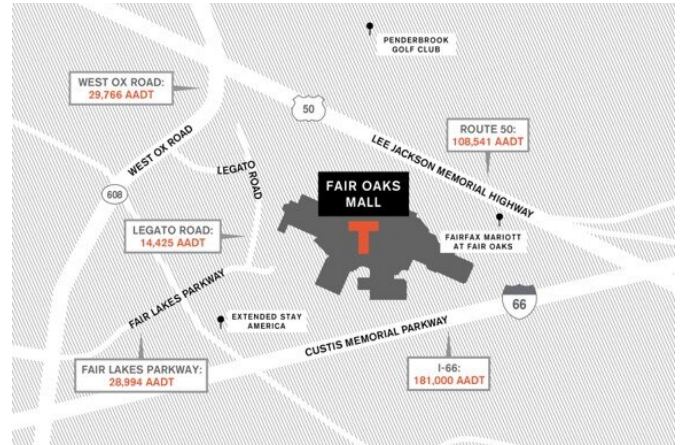 PENDERBROOK
GOLF CLUB
WEST OX ROAD:
29,766 AADT
50
ROUTE 50:
108,541 AADT
LEE JACKSON MEMORIAL HIGHWAY
WEST OX ROAD
LEGATO
ROAD
608
FAIR OAKS
MALL
T
LEGATO ROAD:
14,425 AADT
FAIRFAX MARIOTT
AT FAIR OAKS
FAIR LAKES PARKWAY
66
EXTENDED STAY
AMERICA
CUSTIS MEMORIAL PARKWAY
FAIR LAKES PARKWAY:
28,994 AADT
I-66:
181,000 AADT